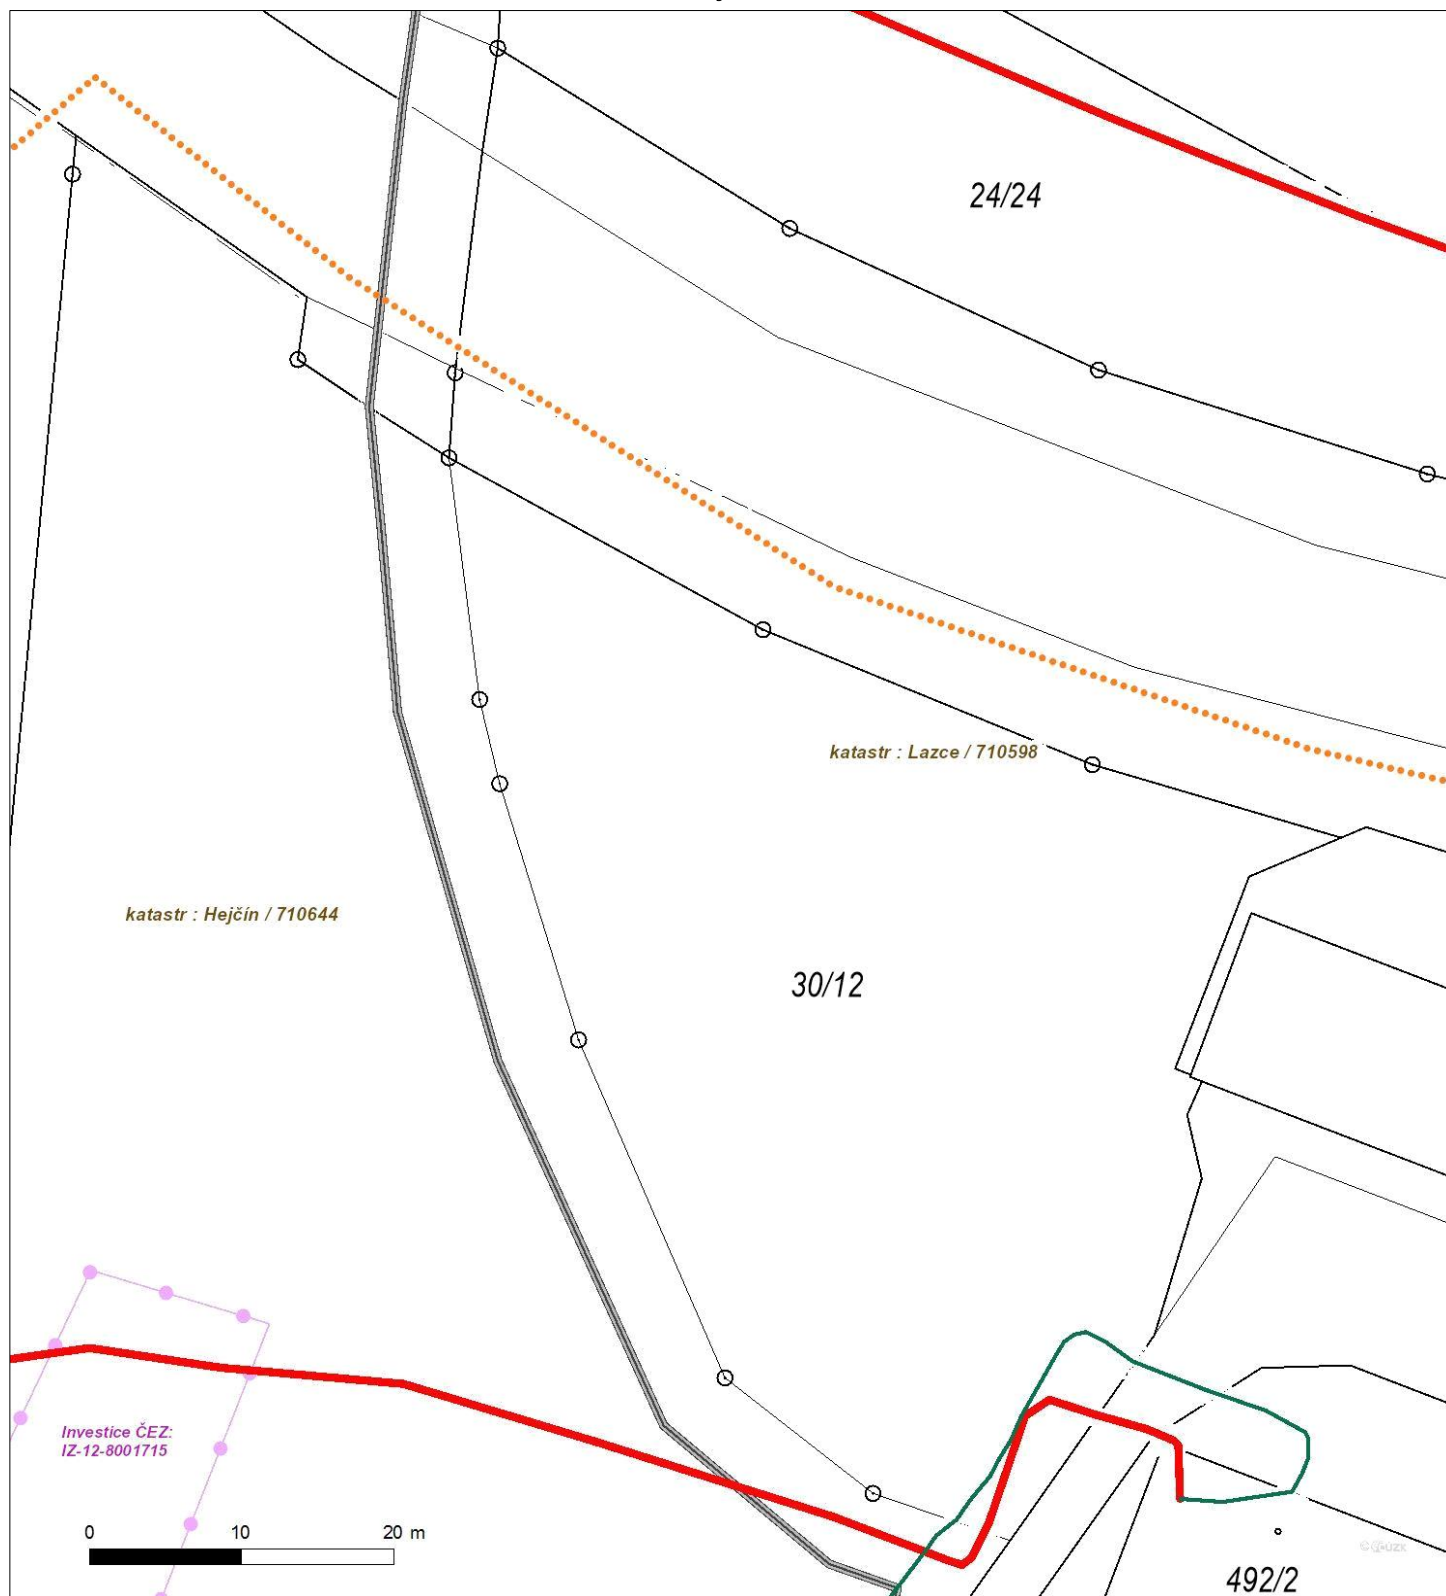 24/24
katastr : Lazce / 710598
katastr : Hejčín / 710644
30/12
Investice ČEZ:
IZ-12-8001715
0 10 20 m
492/2